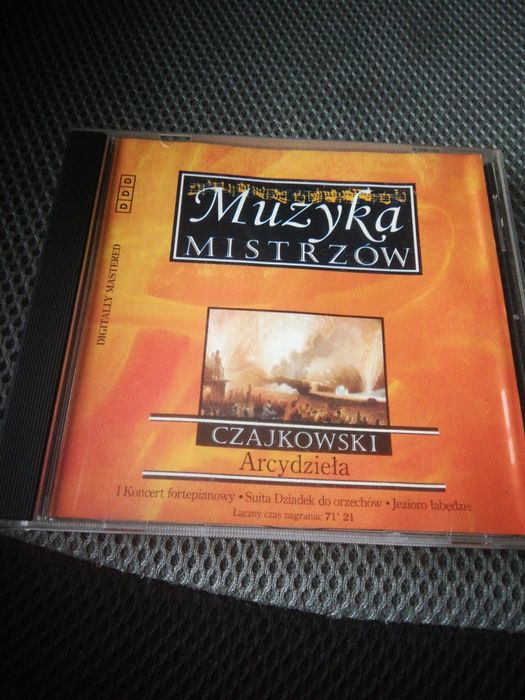 DDD
DIGITALLY MASTERED
Muzyka
MISTRZÓW
CZAJKOWSKI
Arcydzieła
I Koncert fortepianowy • Suita Dziadek do orzechów • Jezioro łabędzie
Łączny czas nagrania: 71' 21